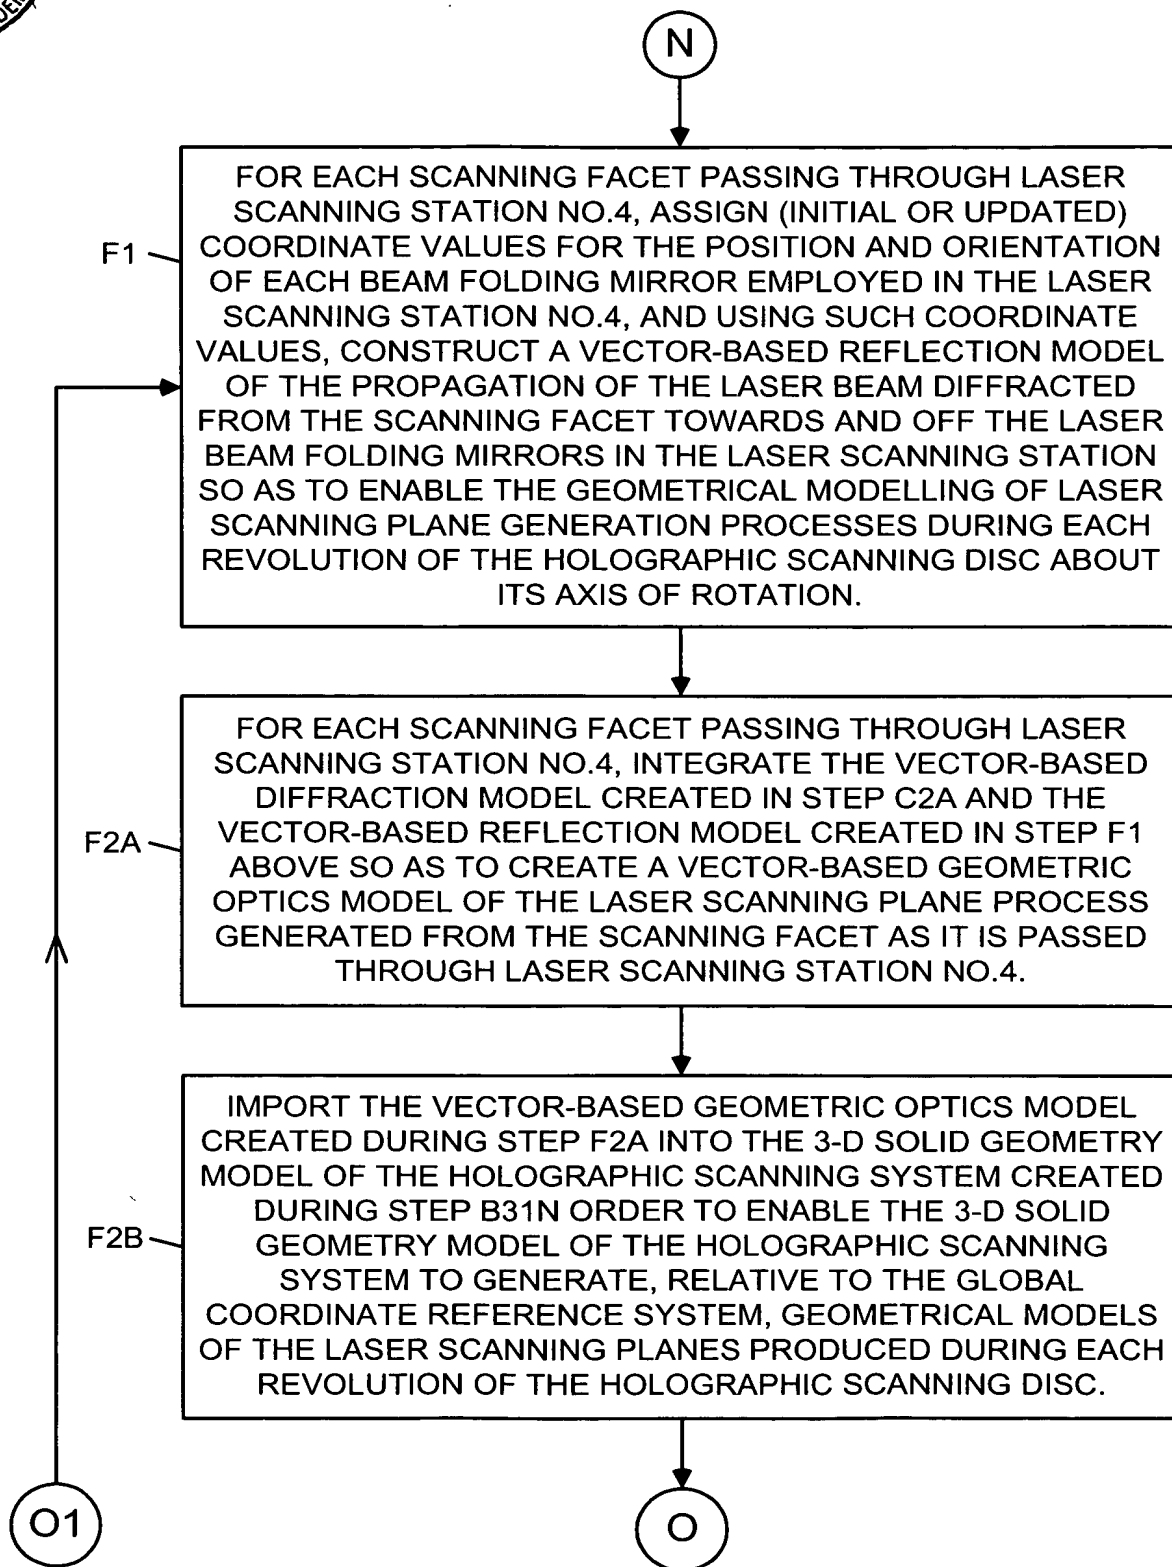 N
FOR EACH SCANNING FACET PASSING THROUGH LASER
SCANNING STATION NO.4, ASSIGN (INITIAL OR UPDATED)
COORDINATE VALUES FOR THE POSITION AND ORIENTATION
OF EACH BEAM FOLDING MIRROR EMPLOYED IN THE LASER
SCANNING STATION NO.4, AND USING SUCH COORDINATE
VALUES, CONSTRUCT A VECTOR-BASED REFLECTION MODEL
OF THE PROPAGATION OF THE LASER BEAM DIFFRACTED
FROM THE SCANNING FACET TOWARDS AND OFF THE LASER
BEAM FOLDING MIRRORS IN THE LASER SCANNING STATION
SO AS TO ENABLE THE GEOMETRICAL MODELLING OF LASER
SCANNING PLANE GENERATION PROCESSES DURING EACH
REVOLUTION OF THE HOLOGRAPHIC SCANNING DISC ABOUT
ITS AXIS OF ROTATION.
F1
FOR EACH SCANNING FACET PASSING THROUGH LASER
SCANNING STATION NO.4, INTEGRATE THE VECTOR-BASED
DIFFRACTION MODEL CREATED IN STEP C2A AND THE
VECTOR-BASED REFLECTION MODEL CREATED IN STEP F1
ABOVE SO AS TO CREATE A VECTOR-BASED GEOMETRIC
OPTICS MODEL OF THE LASER SCANNING PLANE PROCESS
GENERATED FROM THE SCANNING FACET AS IT IS PASSED
THROUGH LASER SCANNING STATION NO.4.
F2A
IMPORT THE VECTOR-BASED GEOMETRIC OPTICS MODEL
CREATED DURING STEP F2A INTO THE 3-D SOLID GEOMETRY
MODEL OF THE HOLOGRAPHIC SCANNING SYSTEM CREATED
DURING STEP B31N ORDER TO ENABLE THE 3-D SOLID
GEOMETRY MODEL OF THE HOLOGRAPHIC SCANNING
SYSTEM TO GENERATE, RELATIVE TO THE GLOBAL
COORDINATE REFERENCE SYSTEM, GEOMETRICAL MODELS
OF THE LASER SCANNING PLANES PRODUCED DURING EACH
REVOLUTION OF THE HOLOGRAPHIC SCANNING DISC.
F2B
O1
O